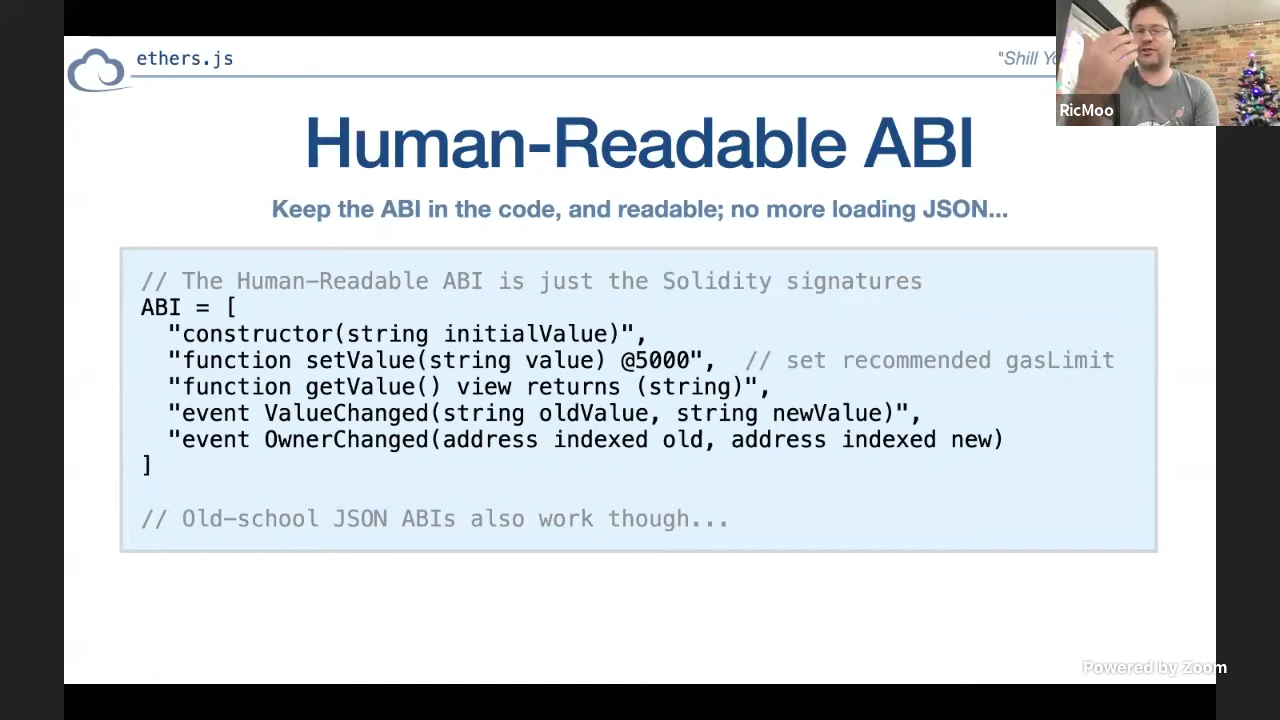 ethers.js
"Shill Yo
RicMoo
Human-Readable ABI
Keep the ABI in the code, and readable; no more loading JSON...
// The Human-Readable ABI is just the Solidity signatures
ABI = [
"constructor(string initialValue)",
"function setValue(string value) @5000", // set recommended gasLimit
"function getValue() view returns (string)",
"event ValueChanged(string oldValue, string newValue)",
"event OwnerChanged(address indexed old, address indexed new)
]
// Old-school JSON ABIs also work though...
Powered by Zoom